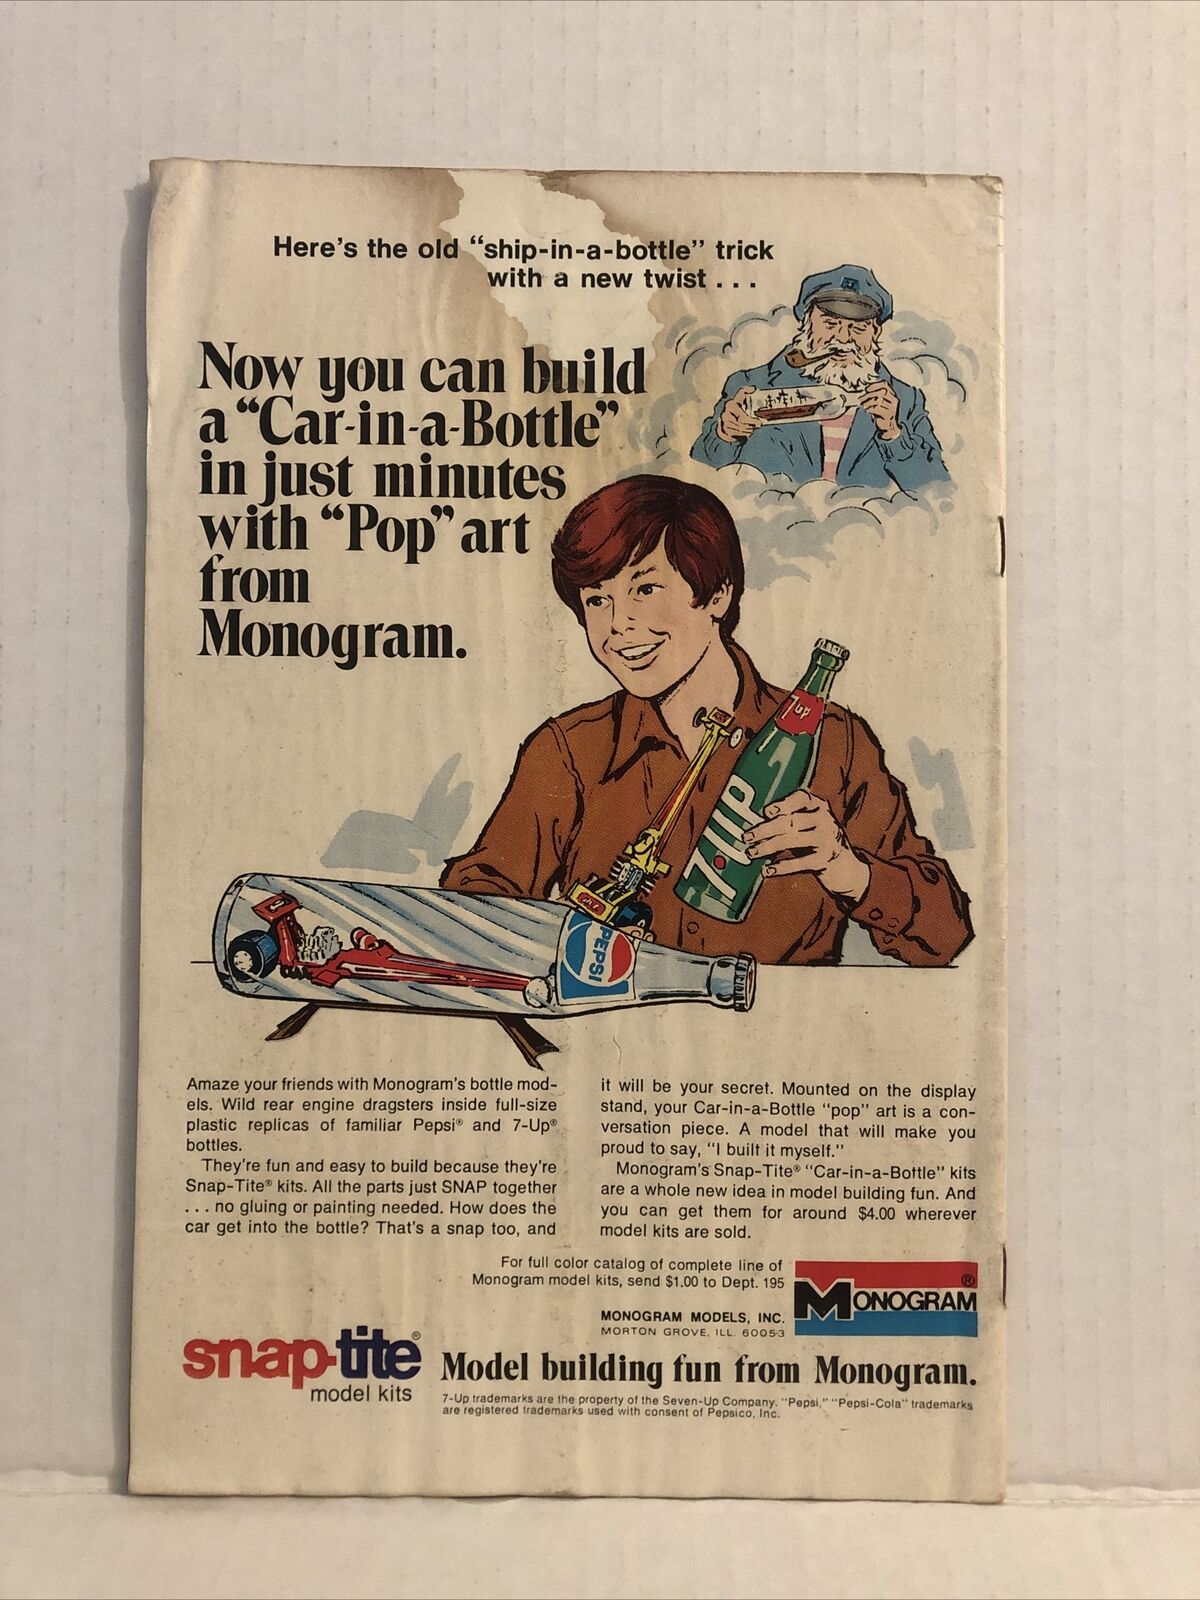 Here's the old "ship-in-a-bottle" trick
with a new twist . . .
Now you can build
a "Car-in-a-Bottle"
in just minutes
with "Pop" art
from
Monogram.
7UP
7·UP
PEPSI
Amaze your friends with Monogram's bottle mod-
els. Wild rear engine dragsters inside full-size
plastic replicas of familiar Pepsi® and 7-Up®
bottles.
They're fun and easy to build because they're
Snap-Tite® kits. All the parts just SNAP together
. . . no gluing or painting needed. How does the
car get into the bottle? That's a snap too, and
it will be your secret. Mounted on the display
stand, your Car-in-a-Bottle "pop" art is a con-
versation piece. A model that will make you
proud to say, "I built it myself."
Monogram's Snap-Tite® "Car-in-a-Bottle" kits
are a whole new idea in model building fun. And
you can get them for around $4.00 wherever
model kits are sold.
For full color catalog of complete line of
Monogram model kits, send $1.00 to Dept. 195
MONOGRAM MODELS, INC.
MORTON GROVE, ILL. 60053
MONOGRAM®
snap-tite®
model kits
Model building fun from Monogram.
7-Up trademarks are the property of the Seven-Up Company. "Pepsi," "Pepsi-Cola" trademarks
are registered trademarks used with consent of Pepsico, Inc.